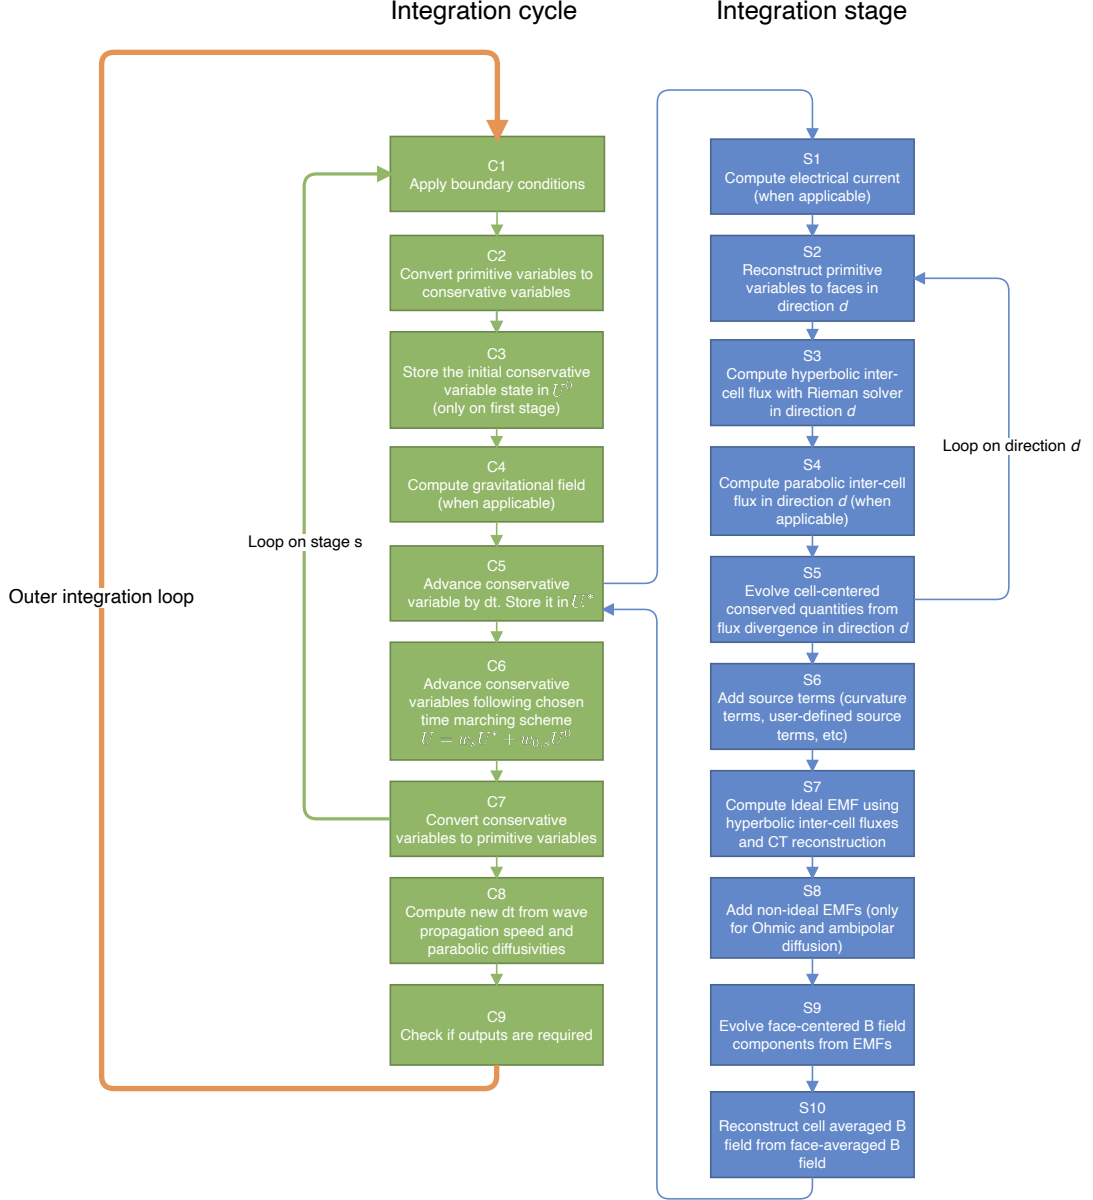 Integration cycle
Integration stage
C1
Apply boundary conditions
C2
Convert primitive variables to
conservative variables
C3
Store the initial conservative
variable state in U⁰
(only on first stage)
C4
Compute gravitational field
(when applicable)
Loop on stage s
C5
Advance conservative
variable by dt. Store it in U*
Outer integration loop
C6
Advance conservative
variables following chosen
time marching scheme
U = w_s U* + w_{0,s} U⁰
C7
Convert conservative
variables to primitive variables
C8
Compute new dt from wave
propagation speed and
parabolic diffusivities
C9
Check if outputs are required
S1
Compute electrical current
(when applicable)
S2
Reconstruct primitive
variables to faces in
direction d
S3
Compute hyperbolic inter-
cell flux with Rieman solver
in direction d
Loop on direction d
S4
Compute parabolic inter-cell
flux in direction d (when
applicable)
S5
Evolve cell-centered
conserved quantities from
flux divergence in direction d
S6
Add source terms (curvature
terms, user-defined source
terms, etc)
S7
Compute Ideal EMF using
hyperbolic inter-cell fluxes
and CT reconstruction
S8
Add non-ideal EMFs (only
for Ohmic and ambipolar
diffusion)
S9
Evolve face-centered B field
components from EMFs
S10
Reconstruct cell averaged B
field from face-averaged B
field